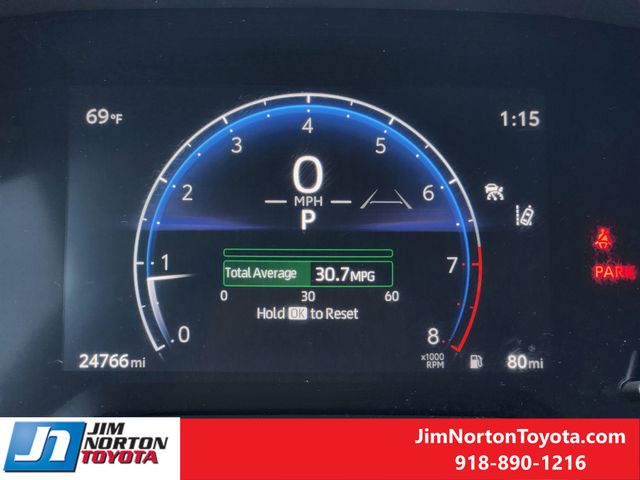 69°F
1:15
4
3
5
2
6
0
MPH
P
1
7
Total Average 30.7MPG
0 30 60
Hold OK to Reset
0
8
x1000
RPM
24766mi
80mi
PARK
JIM
NORTON
TOYOTA
JN
JimNortonToyota.com
918-890-1216